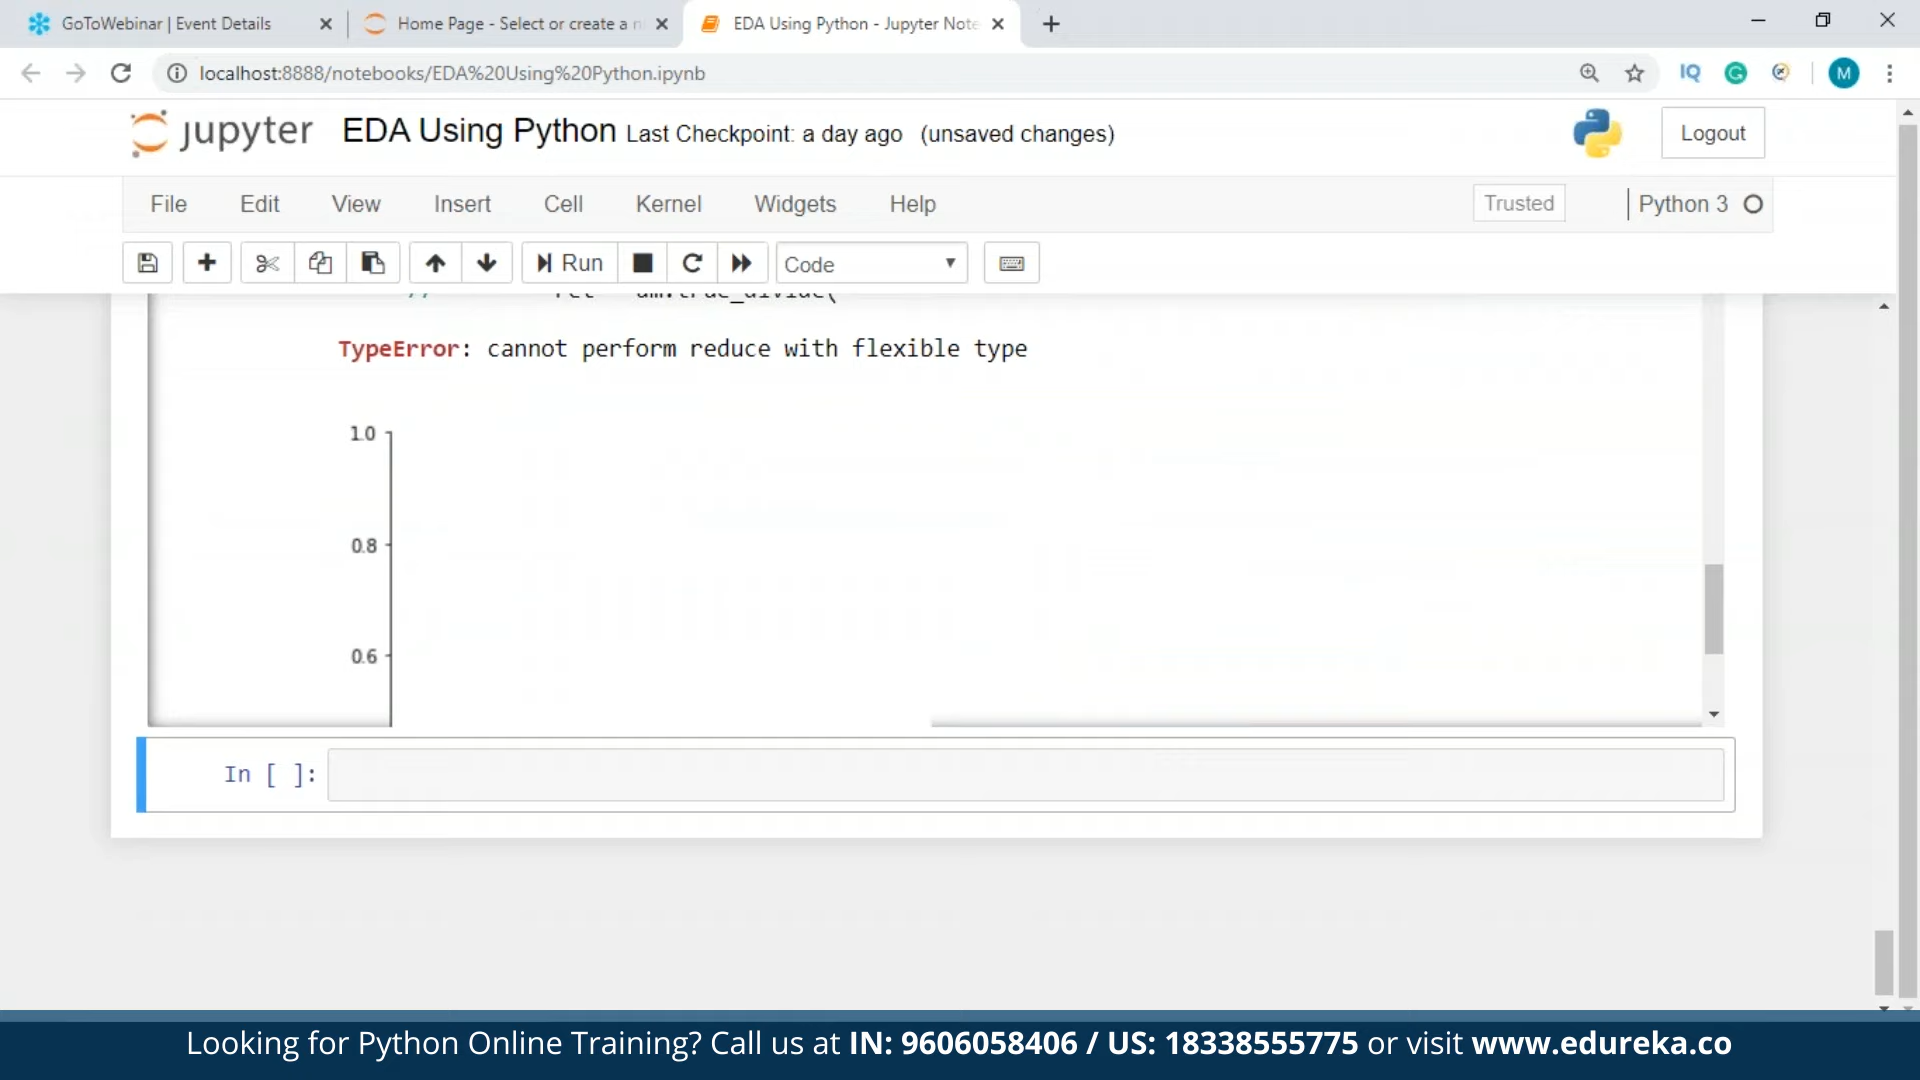 GoToWebinar | Event Details
Home Page - Select or create a n
EDA Using Python - Jupyter Note
localhost:8888/notebooks/EDA%20Using%20Python.ipynb
IQ
G
M
jupyter EDA Using Python Last Checkpoint: a day ago (unsaved changes)
Logout
File Edit View Insert Cell Kernel Widgets Help
Trusted
Python 3
Run
Code
TypeError: cannot perform reduce with flexible type
1.0
0.8
0.6
In [ ]:
Looking for Python Online Training? Call us at IN: 9606058406 / US: 18338555775 or visit www.edureka.co